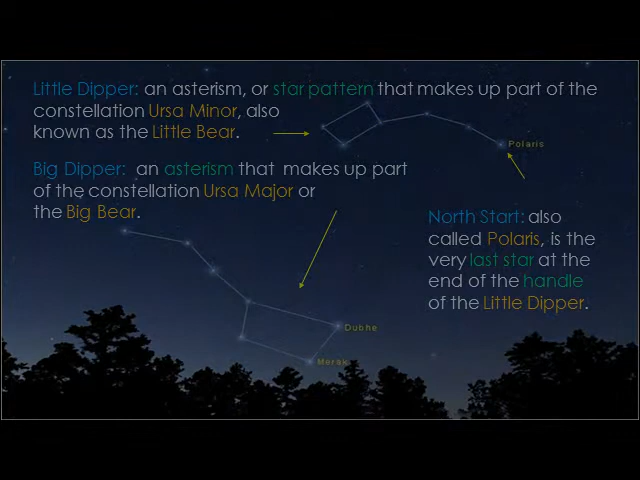 Little Dipper: an asterism, or star pattern that makes up part of the
constellation Ursa Minor, also
known as the Little Bear.
Polaris
Big Dipper: an asterism that makes up part
of the constellation Ursa Major or
the Big Bear.
North Start: also
called Polaris, is the
very last star at the
end of the handle
of the Little Dipper.
Dubhe
Merak